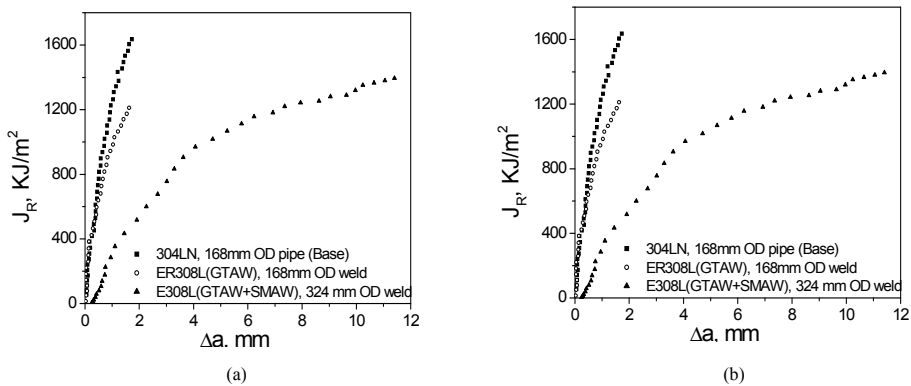 1600
1200
800
400
0
J_R, KJ/m²
304LN, 168mm OD pipe (Base)
ER308L(GTAW), 168mm OD weld
E308L(GTAW+SMAW), 324 mm OD weld
0 2 4 6 8 10 12
Δa. mm
(a)
1600
1200
800
400
0
J_R, KJ/m²
304LN, 168mm OD pipe (Base)
ER308L(GTAW), 168mm OD weld
E308L(GTAW+SMAW), 324 mm OD weld
0 2 4 6 8 10 12
Δa, mm
(b)